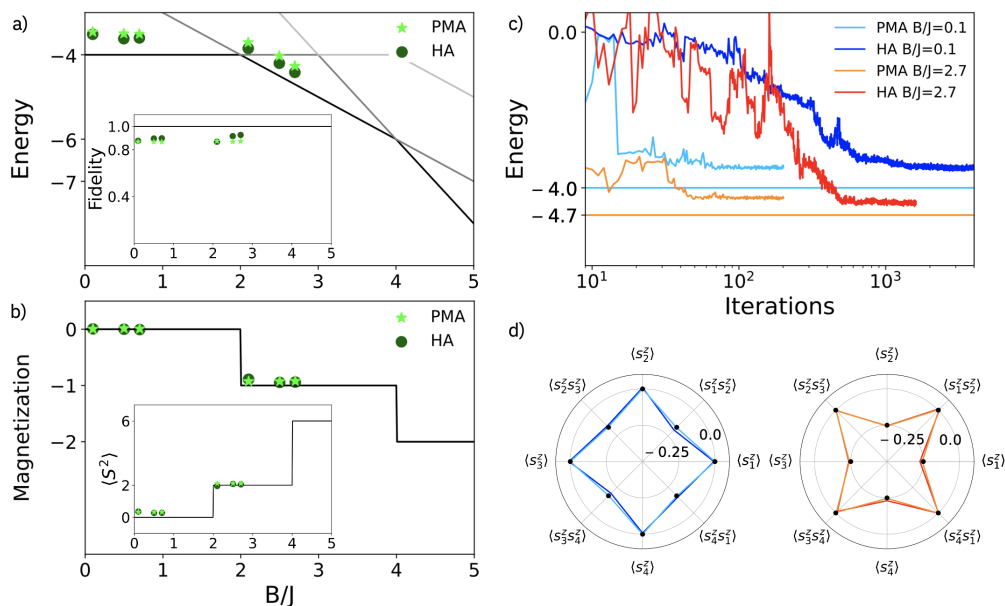 a)
Energy
−4
−6
−7
PMA
HA
Fidelity
1.0
0.8
0.4
0 1 2 3 4 5
0 1 2 3 4 5
b)
Magnetization
0
−1
−2
PMA
HA
⟨S²⟩
6
2
0
0 1 2 3 4 5
0 1 2 3 4 5
B/J
c)
Energy
0.0
− 4.0
− 4.7
PMA B/J=0.1
HA B/J=0.1
PMA B/J=2.7
HA B/J=2.7
10¹ 10² 10³
Iterations
d)
⟨s₂ᶻ⟩
⟨s₂ᶻs₃ᶻ⟩ ⟨s₁ᶻs₂ᶻ⟩
⟨s₃ᶻ⟩ − 0.25 0.0 ⟨s₁ᶻ⟩
⟨s₃ᶻs₄ᶻ⟩ ⟨s₄ᶻs₁ᶻ⟩
⟨s₄ᶻ⟩
⟨s₂ᶻ⟩
⟨s₂ᶻs₃ᶻ⟩ ⟨s₁ᶻs₂ᶻ⟩
⟨s₃ᶻ⟩ − 0.25 0.0 ⟨s₁ᶻ⟩
⟨s₃ᶻs₄ᶻ⟩ ⟨s₄ᶻs₁ᶻ⟩
⟨s₄ᶻ⟩